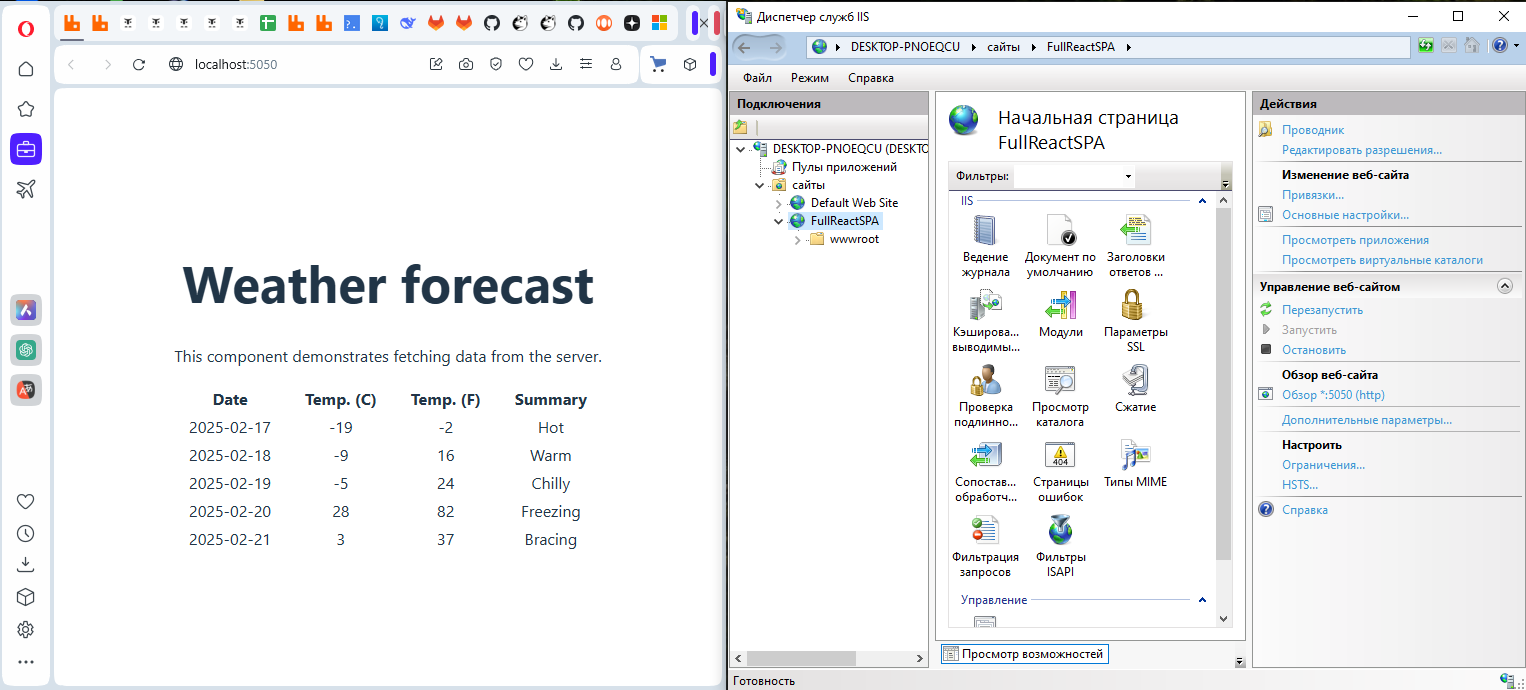 localhost:5050
Weather forecast
This component demonstrates fetching data from the server.
Date Temp. (C) Temp. (F) Summary
2025-02-17 -19 -2 Hot
2025-02-18 -9 16 Warm
2025-02-19 -5 24 Chilly
2025-02-20 28 82 Freezing
2025-02-21 3 37 Bracing
Диспетчер служб IIS
DESKTOP-PNOEQCU сайты FullReactSPA
Файл Режим Справка
Подключения
DESKTOP-PNOEQCU (DESKTO
Пулы приложений
сайты
Default Web Site
FullReactSPA
wwwroot
Начальная страница
FullReactSPA
Фильтры:
IIS
Ведение
журнала
Документ по
умолчанию
Заголовки
ответов ...
Кэширова...
выводимы...
Модули
Параметры
SSL
Проверка
подлинно...
Просмотр
каталога
Сжатие
Сопостав...
обработч...
404
Страницы
ошибок
Типы MIME
Фильтрация
запросов
Фильтры
ISAPI
Управление
Просмотр возможностей
Действия
Проводник
Редактировать разрешения...
Изменение веб-сайта
Привязки...
Основные настройки...
Просмотреть приложения
Просмотреть виртуальные каталоги
Управление веб-сайтом
Перезапустить
Запустить
Остановить
Обзор веб-сайта
Обзор *:5050 (http)
Дополнительные параметры...
Настроить
Ограничения...
HSTS...
Справка
Готовность